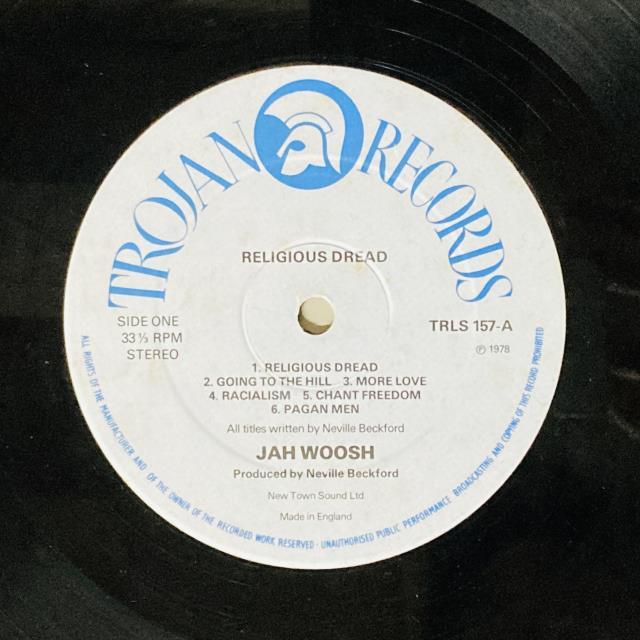 TROJAN RECORDS
RELIGIOUS DREAD
SIDE ONE
33 ⅓ RPM
STEREO
TRLS 157-A
℗ 1978
1. RELIGIOUS DREAD
2. GOING TO THE HILL 3. MORE LOVE
4. RACIALISM 5. CHANT FREEDOM
6. PAGAN MEN
All titles written by Neville Beckford
JAH WOOSH
Produced by Neville Beckford
New Town Sound Ltd
Made in England
ALL RIGHTS OF THE MANUFACTURER AND OF THE OWNER OF THE RECORDED WORK RESERVED · UNAUTHORISED PUBLIC PERFORMANCE BROADCASTING AND COPYING OF THIS RECORD PROHIBITED